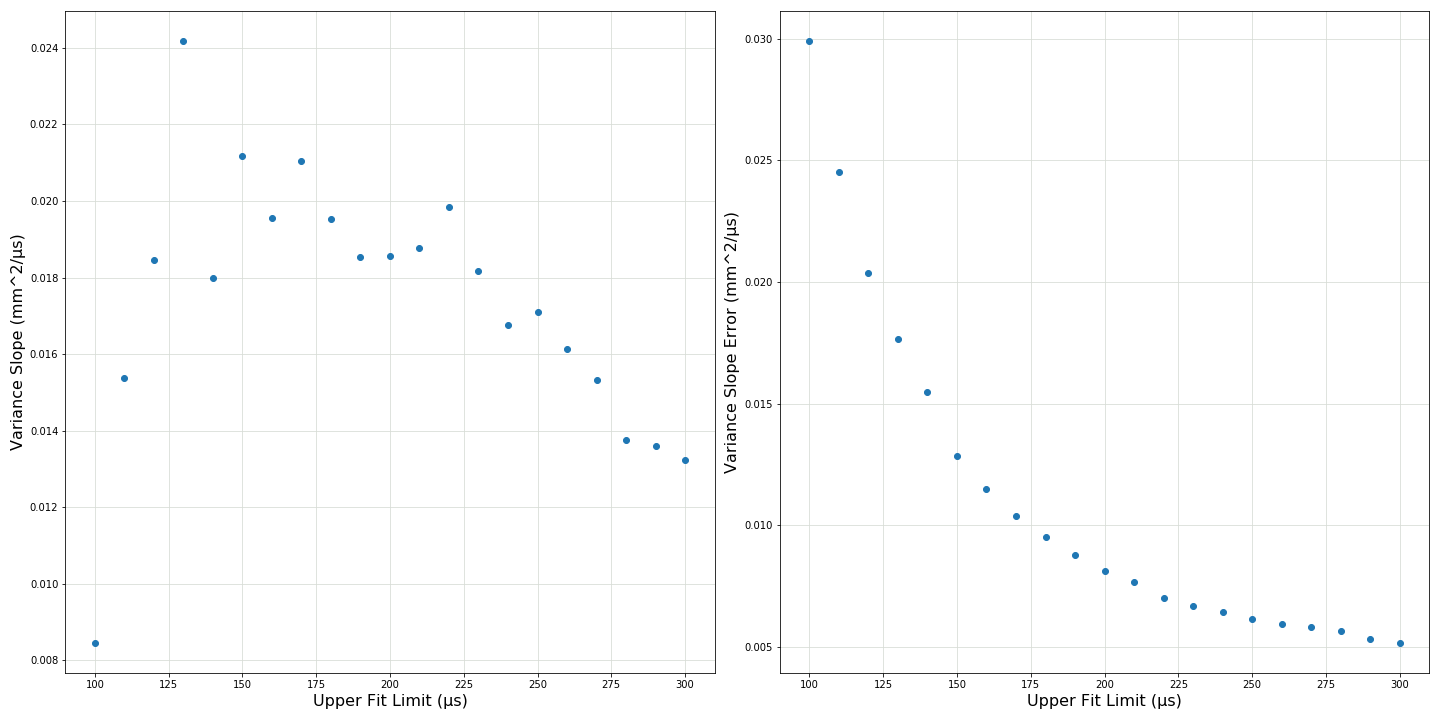 Variance Slope (mm^2/μs)
0.024
0.022
0.020
0.018
0.016
0.014
0.012
0.010
0.008
100 125 150 175 200 225 250 275 300
Upper Fit Limit (μs)
Variance Slope Error (mm^2/μs)
0.030
0.025
0.020
0.015
0.010
0.005
100 125 150 175 200 225 250 275 300
Upper Fit Limit (μs)